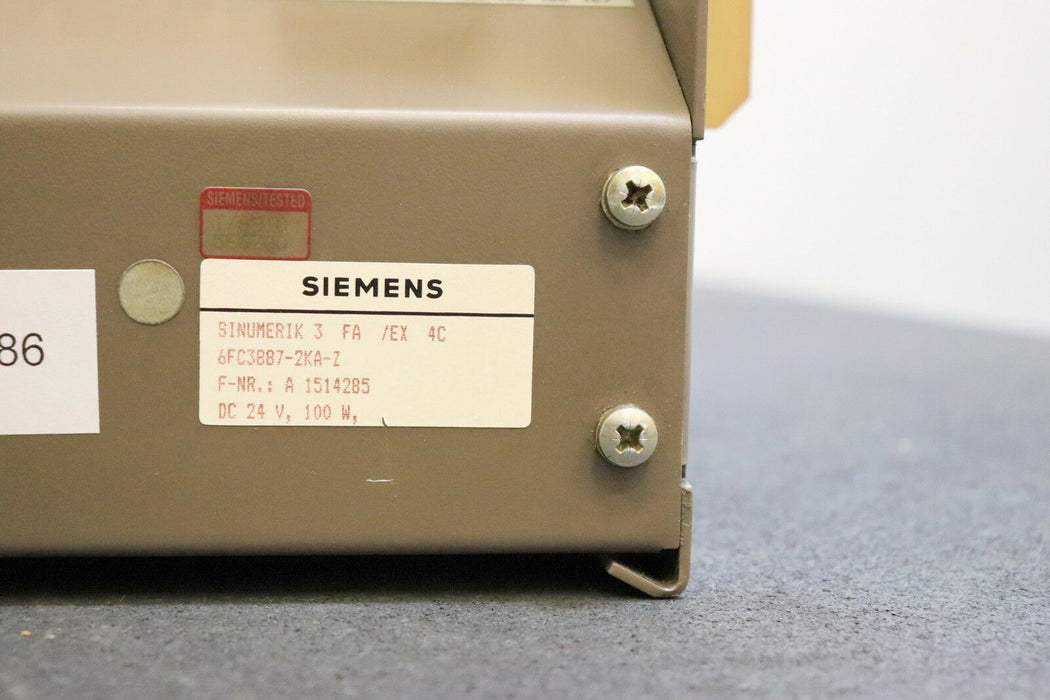 SIEMENS/TESTED
SIEMENS
SINUMERIK 3 FA /EX 4C
6FC3887-2KA-Z
F-NR.: A 1514285
DC 24 V, 100 W,
86